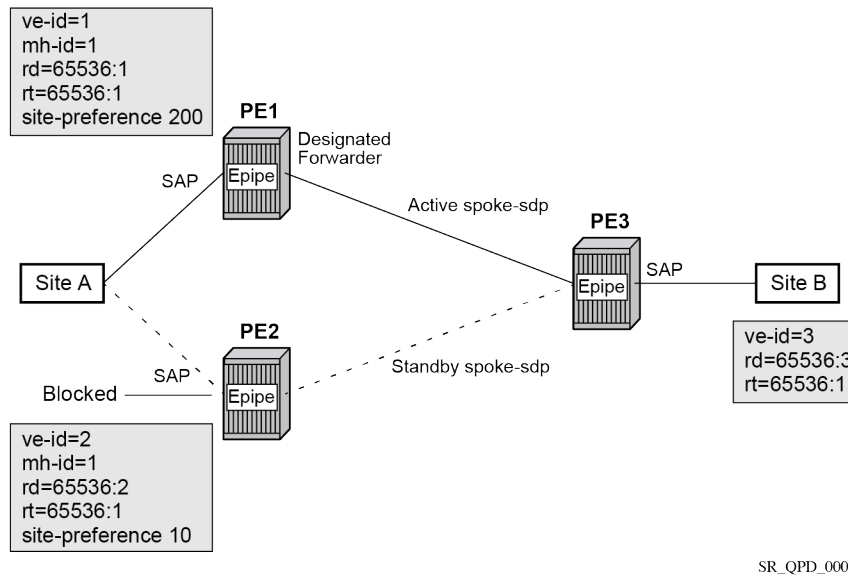 ve-id=1
mh-id=1
rd=65536:1
rt=65536:1
site-preference 200
PE1
Designated
Forwarder
Epipe
SAP
Active spoke-sdp
PE3
Site A
Epipe
SAP
Site B
PE2
SAP
Standby spoke-sdp
Blocked
Epipe
ve-id=3
rd=65536:3
rt=65536:1
ve-id=2
mh-id=1
rd=65536:2
rt=65536:1
site-preference 10
SR_QPD_000